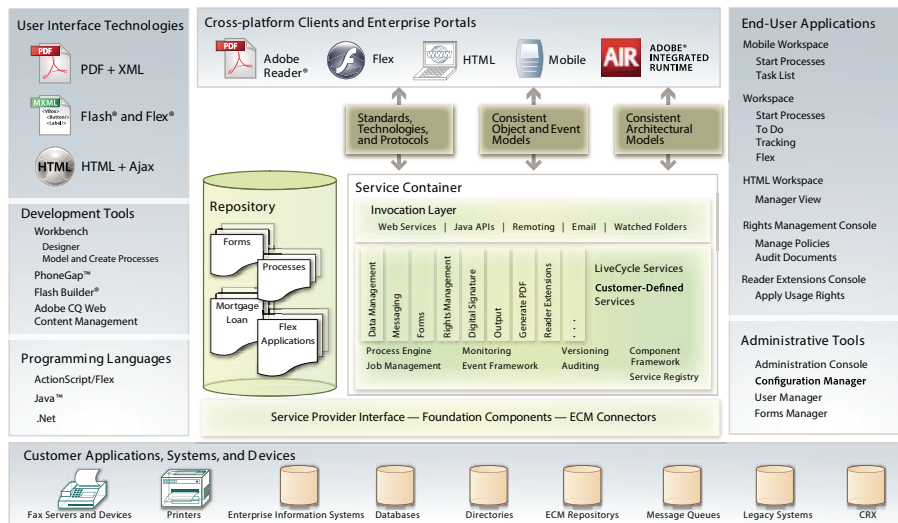 User Interface Technologies
PDF
PDF + XML
MXML
<VBox>
<Button/>
<Label/>
Flash® and Flex®
HTML
HTML + Ajax
Development Tools
Workbench
Designer
Model and Create Processes
PhoneGap™
Flash Builder®
Adobe CQ Web
Content Management
Programming Languages
ActionScript/Flex
Java™
.Net
Cross-platform Clients and Enterprise Portals
PDF
Adobe
Reader®
Flex
WWW
HTML
Mobile
AIR
ADOBE®
INTEGRATED
RUNTIME
Standards,
Technologies,
and Protocols
Consistent
Object and Event
Models
Consistent
Architectural
Models
Repository
Forms
Processes
Mortgage
Loan
Flex
Applications
Service Container
Invocation Layer
Web Services | Java APIs | Remoting | Email | Watched Folders
Data Management
Messaging
Forms
Rights Management
Digital Signature
Output
Generate PDF
Reader Extensions
. . .
LiveCycle Services
Customer-Defined
Services
Process Engine Monitoring Versioning Component
Framework
Job Management Event Framework Auditing
Service Registry
Service Provider Interface — Foundation Components — ECM Connectors
End-User Applications
Mobile Workspace
Start Processes
Task List
Workspace
Start Processes
To Do
Tracking
Flex
HTML Workspace
Manager View
Rights Management Console
Manage Policies
Audit Documents
Reader Extensions Console
Apply Usage Rights
Administrative Tools
Administration Console
Configuration Manager
User Manager
Forms Manager
Customer Applications, Systems, and Devices
Fax Servers and Devices
Printers
Enterprise Information Systems
Databases
Directories
ECM Repositorys
Message Queues
Legacy Systems
CRX